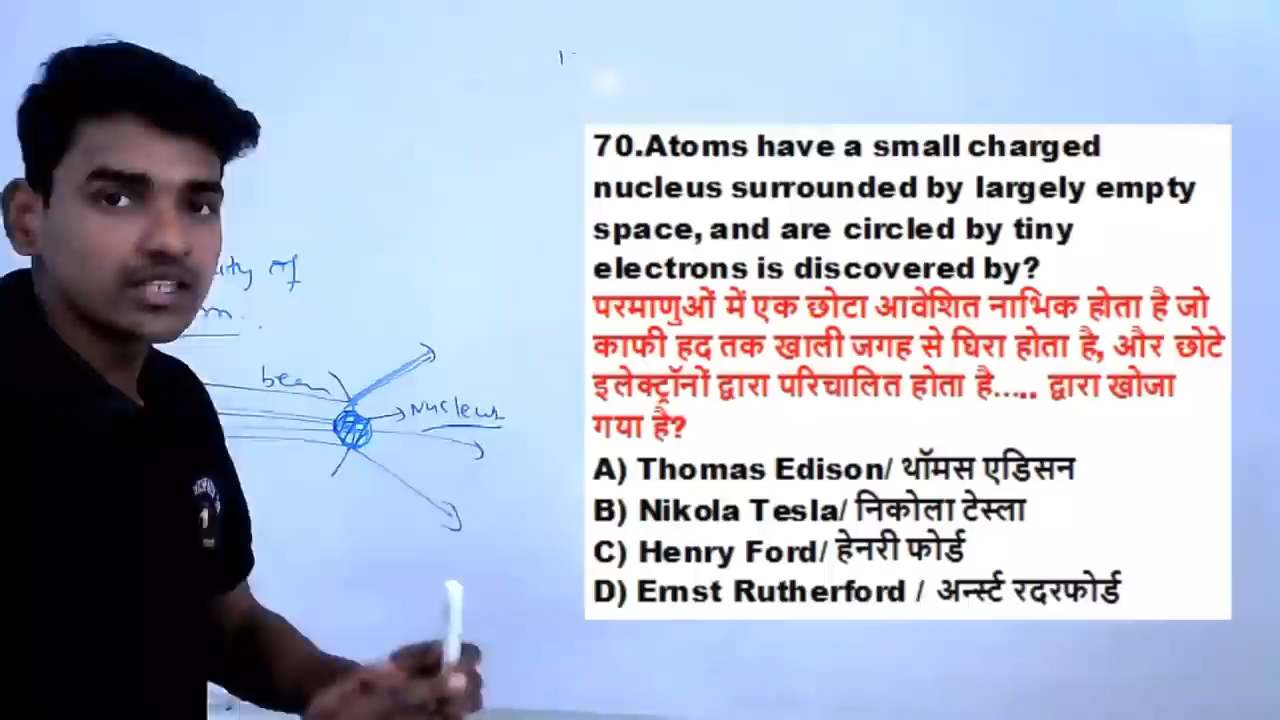 of
beam
Nucleus
70.Atoms have a small charged
nucleus surrounded by largely empty
space, and are circled by tiny
electrons is discovered by?
परमाणुओं में एक छोटा आवेशित नाभिक होता है जो
काफी हद तक खाली जगह से घिरा होता है, और छोटे
इलेक्ट्रॉनों द्वारा परिचालित होता है..... द्वारा खोजा
गया है?
A) Thomas Edison/ थॉमस एडिसन
B) Nikola Tesla/ निकोला टेस्ला
C) Henry Ford/ हेनरी फोर्ड
D) Ernst Rutherford / अर्न्स्ट रदरफोर्ड